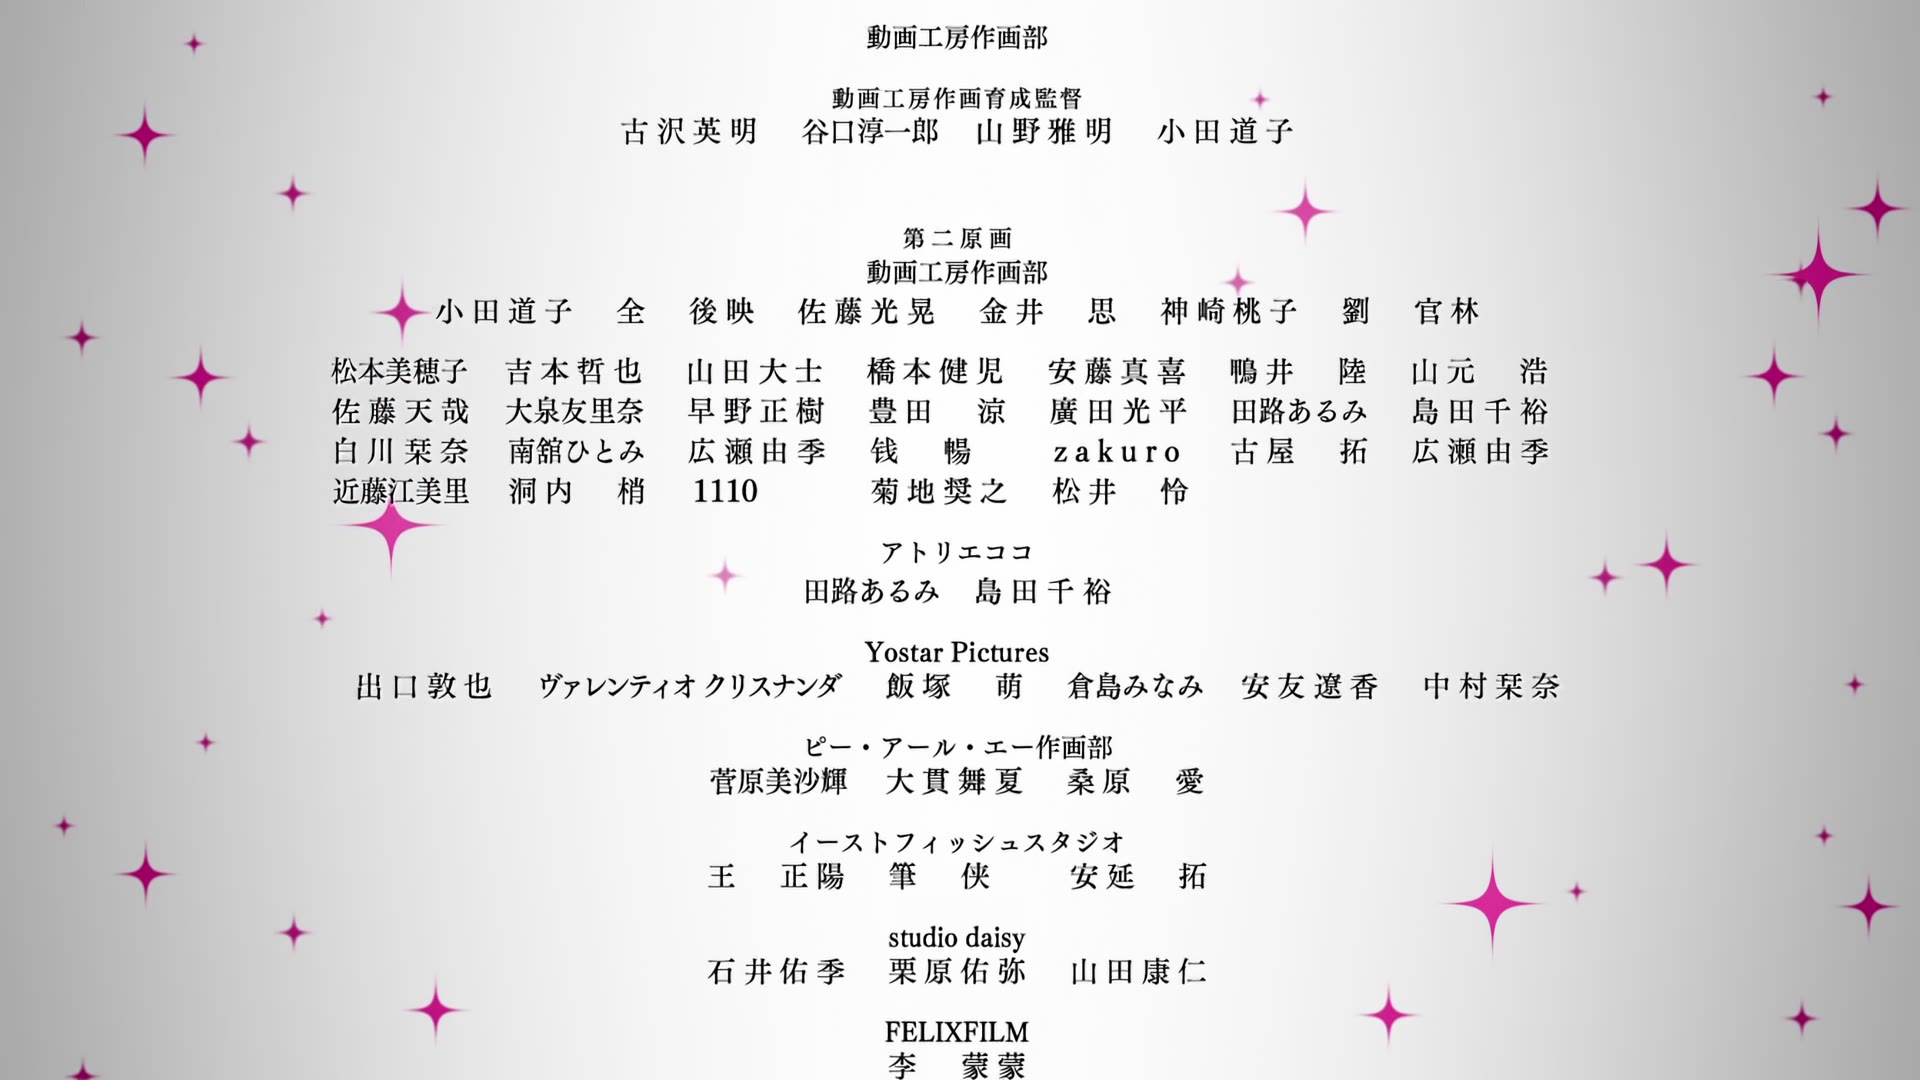 動画工房作画部
動画工房作画育成監督
古沢英明　谷口淳一郎　山野雅明　小田道子
第二原画
動画工房作画部
小田道子　全　後映　佐藤光晃　金井　思　神崎桃子　劉　官林
松本美穂子　吉本哲也　山田大士　橋本健児　安藤真喜　鴨井　陸　山元　浩
佐藤天哉　大泉友里奈　早野正樹　豊田　涼　廣田光平　田路あるみ　島田千裕
白川栞奈　南舘ひとみ　広瀬由季　钱　暢　zakuro　古屋　拓　広瀬由季
近藤江美里　洞内　梢　1110　菊地奨之　松井　怜
アトリエココ
田路あるみ　島田千裕
Yostar Pictures
出口敦也　ヴァレンティオ クリスナンダ　飯塚　萌　倉島みなみ　安友遼香　中村栞奈
ピー・アール・エー作画部
菅原美沙輝　大貫舞夏　桑原　愛
イーストフィッシュスタジオ
王　正陽　筆　侠　安延　拓
studio daisy
石井佑季　栗原佑弥　山田康仁
FELIXFILM
李　蒙蒙